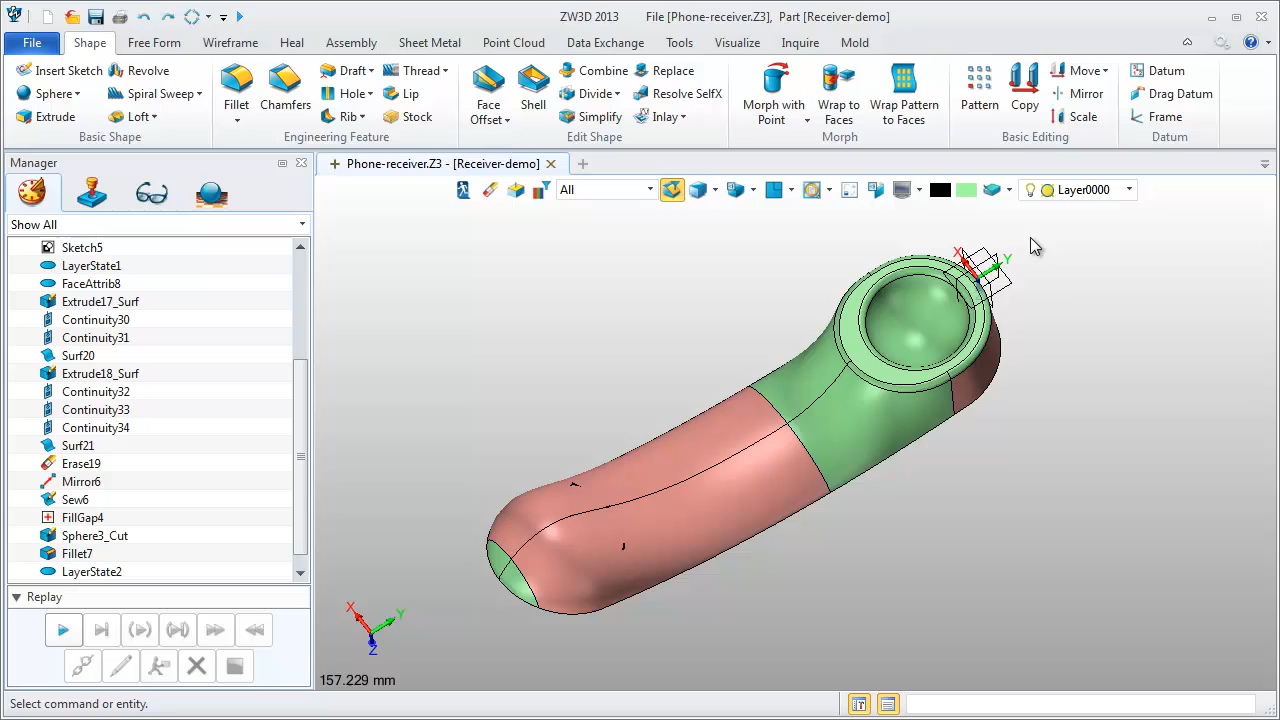 ZW3D 2013 File [Phone-receiver.Z3], Part [Receiver-demo]
File Shape Free Form Wireframe Heal Assembly Sheet Metal Point Cloud Data Exchange Tools Visualize Inquire Mold
Insert Sketch Revolve
Sphere Spiral Sweep
Extrude Loft
Basic Shape
Fillet Chamfers
Draft Thread
Hole Lip
Rib Stock
Engineering Feature
Face Offset Shell
Combine Replace
Divide Resolve SelfX
Simplify Inlay
Edit Shape
Morph with Point
Wrap to Faces
Wrap Pattern to Faces
Morph
Pattern Copy
Move
Mirror
Scale
Basic Editing
Datum
Drag Datum
Frame
Datum
Manager
Phone-receiver.Z3 - [Receiver-demo]
All
Layer0000
Show All
Sketch5
LayerState1
FaceAttrib8
Extrude17_Surf
Continuity30
Continuity31
Surf20
Extrude18_Surf
Continuity32
Continuity33
Continuity34
Surf21
Erase19
Mirror6
Sew6
FillGap4
Sphere3_Cut
Fillet7
LayerState2
Replay
X Y
X Y
Z
157.229 mm
Select command or entity.